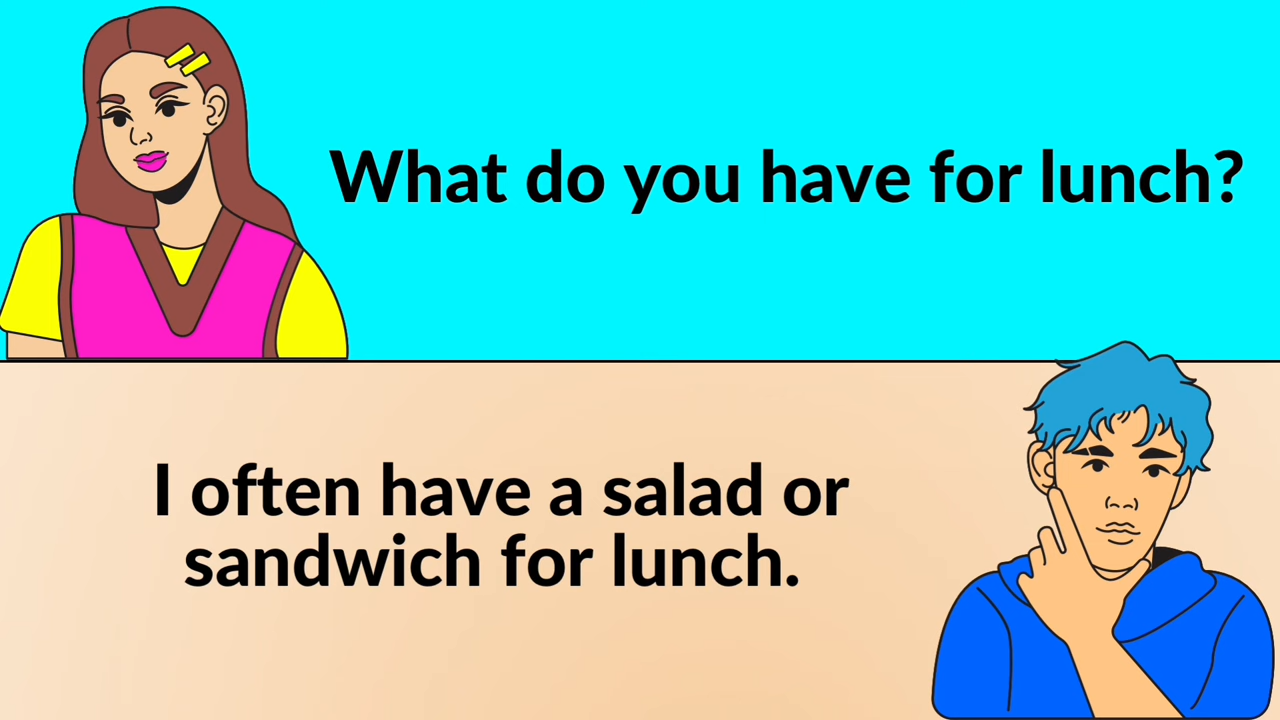 What do you have for lunch?
I often have a salad or
sandwich for lunch.